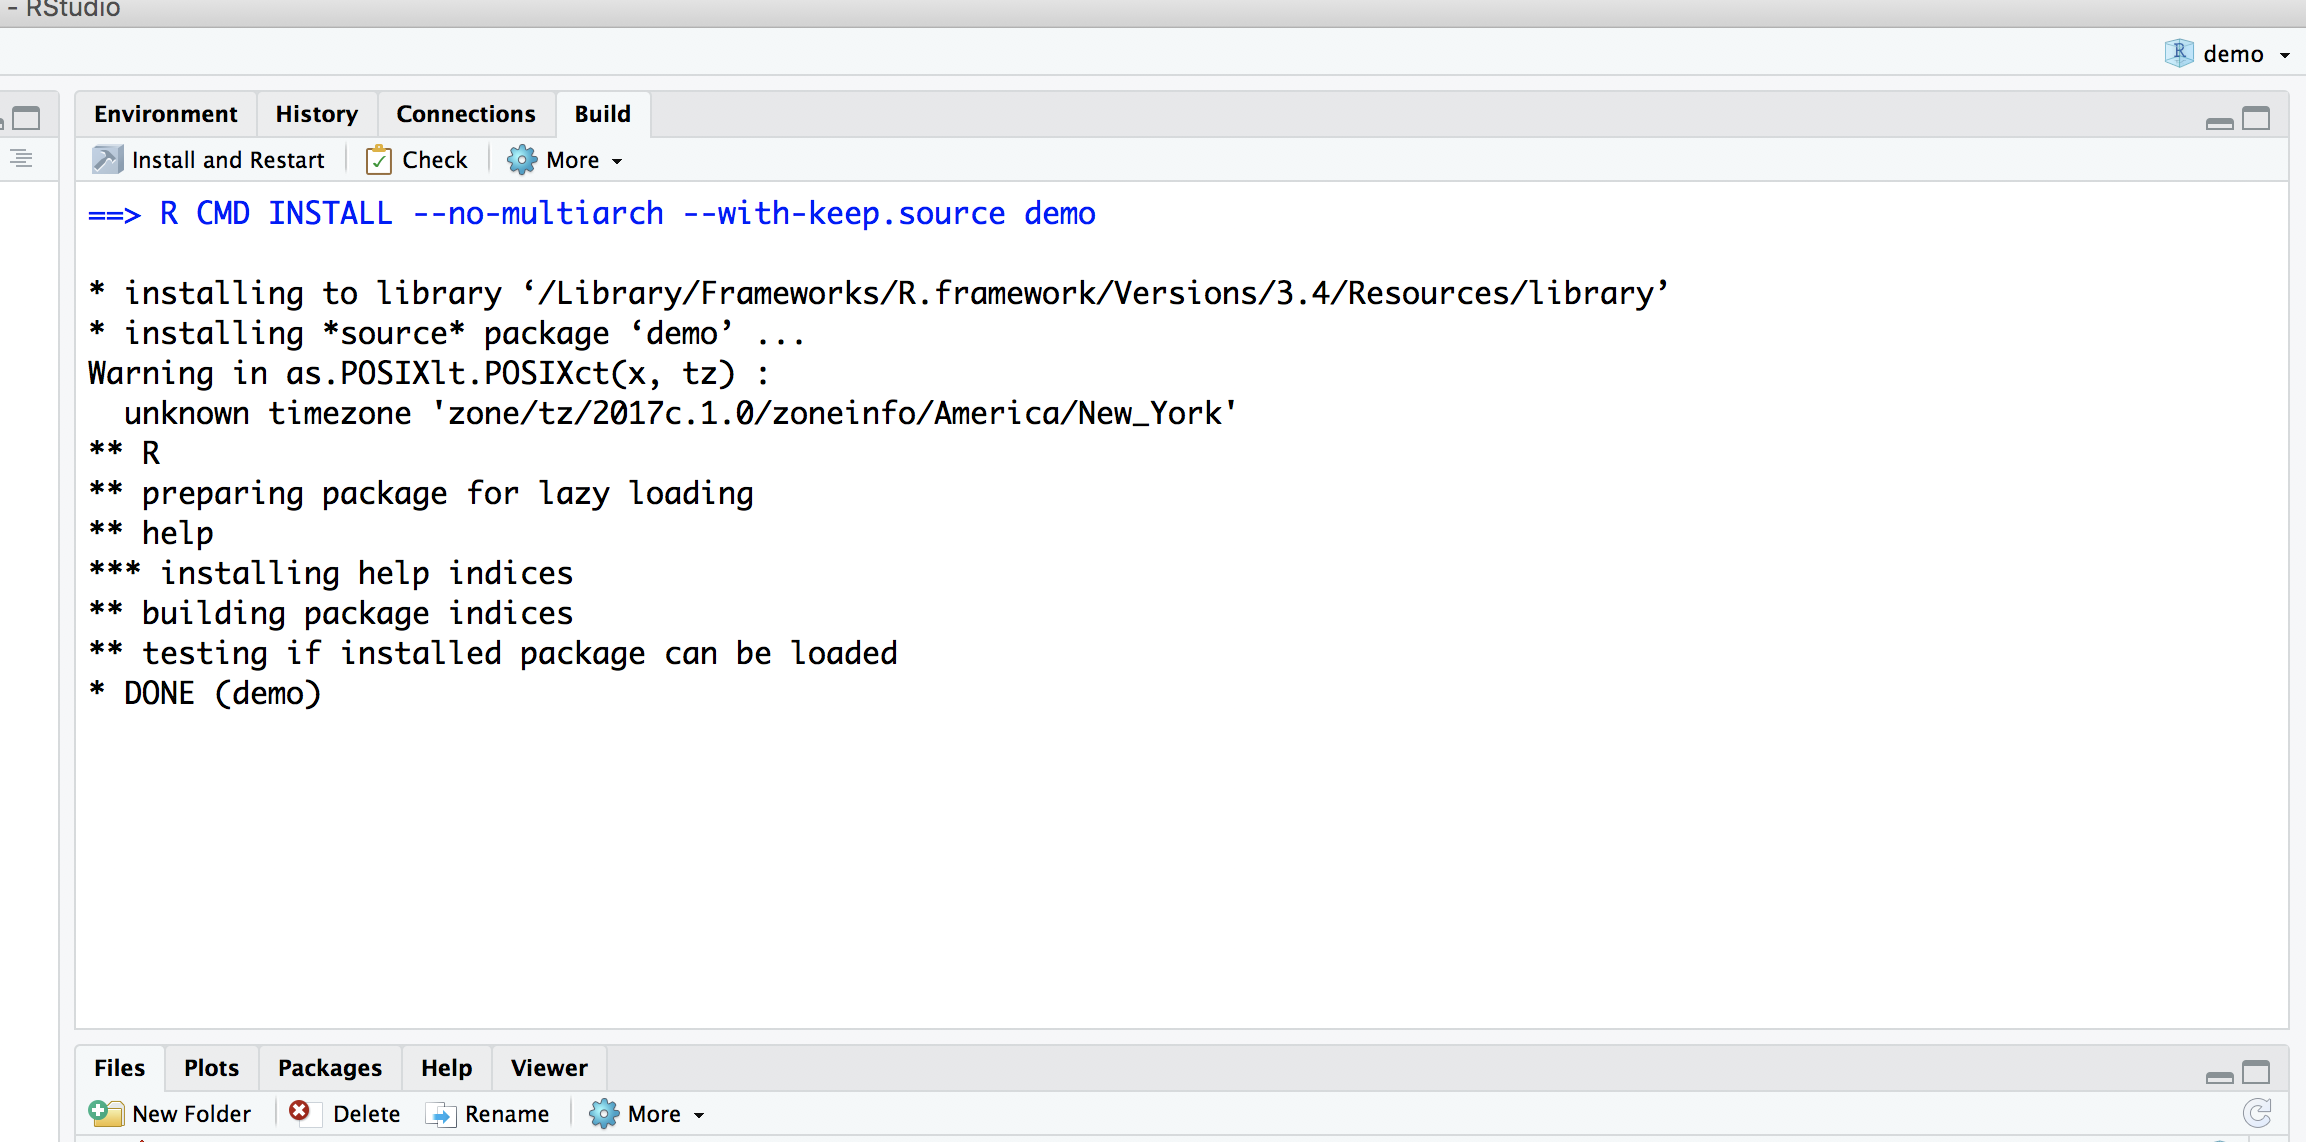 - RStudio
demo
Environment History Connections Build
Install and Restart Check More
==> R CMD INSTALL --no-multiarch --with-keep.source demo
* installing to library ‘/Library/Frameworks/R.framework/Versions/3.4/Resources/library’
* installing *source* package ‘demo’ ...
Warning in as.POSIXlt.POSIXct(x, tz) :
  unknown timezone 'zone/tz/2017c.1.0/zoneinfo/America/New_York'
** R
** preparing package for lazy loading
** help
*** installing help indices
** building package indices
** testing if installed package can be loaded
* DONE (demo)
Files Plots Packages Help Viewer
New Folder Delete Rename More